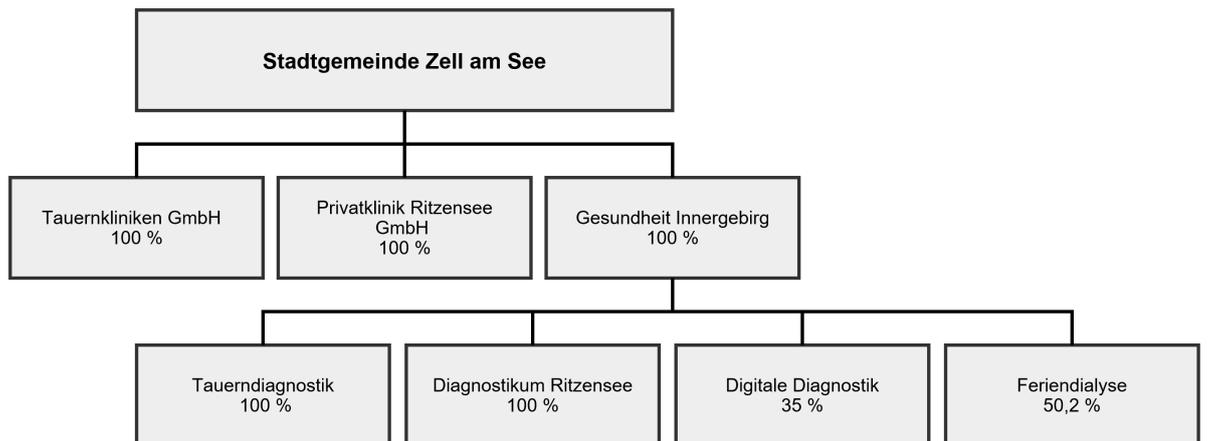 Stadtgemeinde Zell am See
Tauernkliniken GmbH
100 %
Privatklinik Ritzensee
GmbH
100 %
Gesundheit Innergebirg
100 %
Tauerndiagnostik
100 %
Diagnostikum Ritzensee
100 %
Digitale Diagnostik
35 %
Feriendialyse
50,2 %